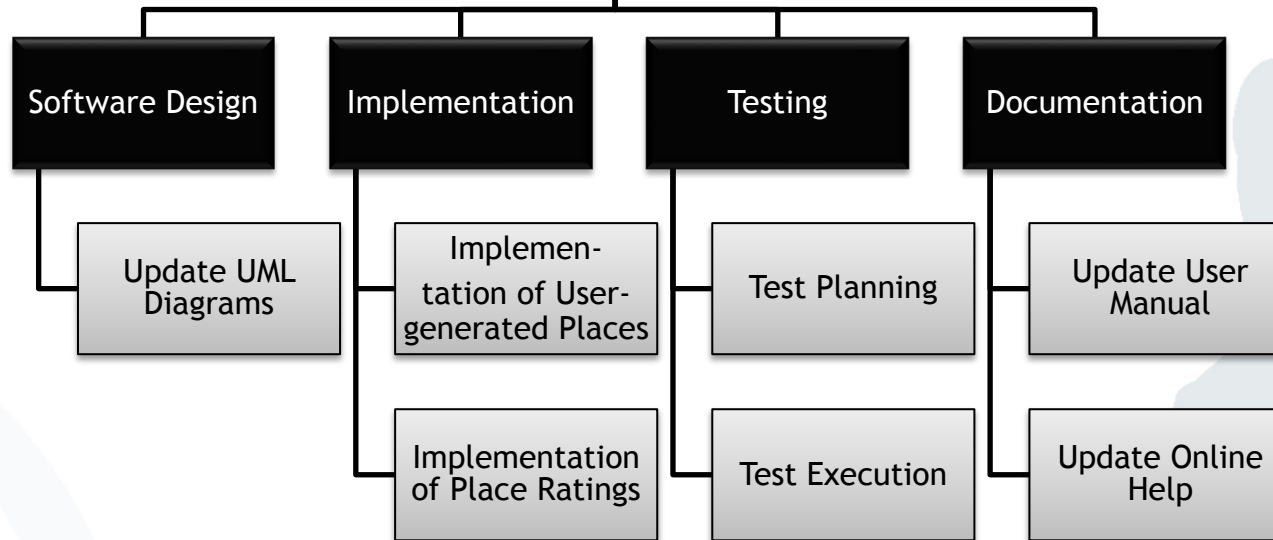 Software Design
Implementation
Testing
Documentation
Update UML
Diagrams
Implemen-
tation of User-
generated Places
Test Planning
Update User
Manual
Implementation
of Place Ratings
Test Execution
Update Online
Help